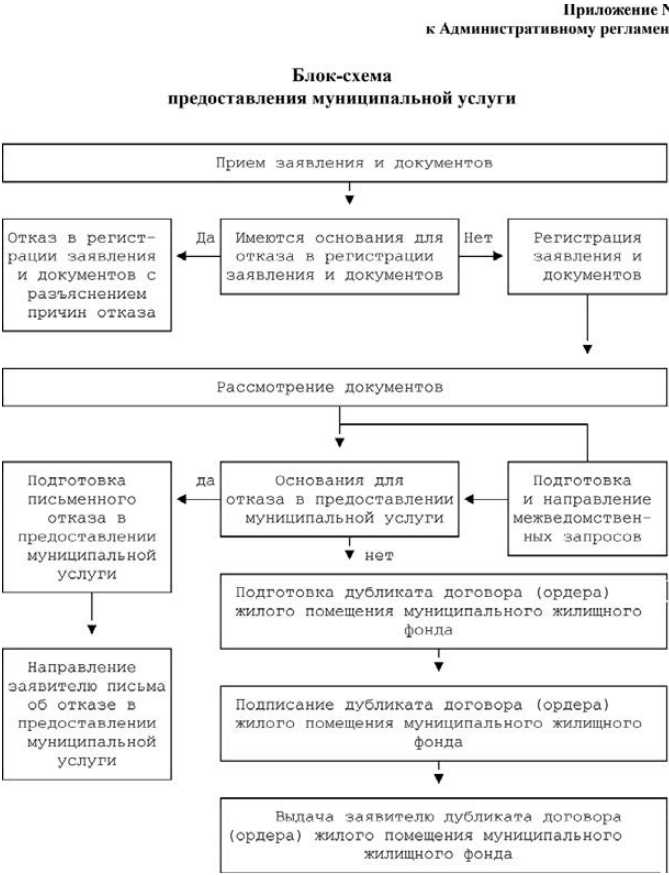 Приложение N
к Административному регламен
Блок-схема
предоставления муниципальной услуги
Прием заявления и документов
Отказ в регист-
рации заявления
и документов с
разъяснением
причин отказа
Да
Имеются основания для
отказа в регистрации
заявления и документов
Нет
Регистрация
заявления и
документов
Рассмотрение документов
Подготовка
письменного
отказа в
предоставлении
муниципальной
услуги
да
Основания для
отказа в предоставлении
муниципальной услуги
Подготовка
и направление
межведомствен-
ных запросов
нет
Подготовка дубликата договора (ордера)
жилого помещения муниципального жилищного
фонда
Направление
заявителю письма
об отказе в
предоставлении
муниципальной
услуги
Подписание дубликата договора (ордера)
жилого помещения муниципального жилищного
фонда
Выдача заявителю дубликата договора
(ордера) жилого помещения муниципального
жилищного фонда